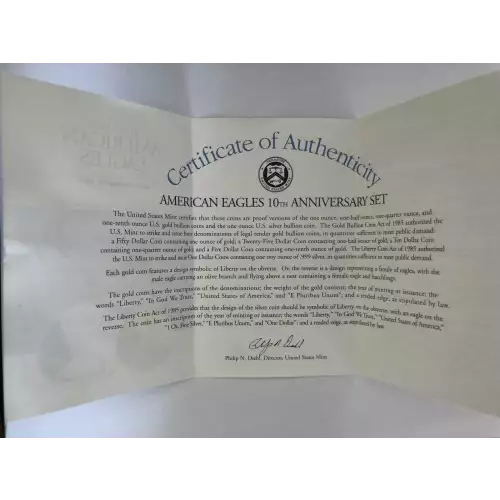 Certificate of Authenticity
AMERICAN EAGLES 10TH ANNIVERSARY SET
The United States Mint certifies that these coins are proof versions of the one ounce, one-half ounce, one-quarter ounce, and
one-tenth ounce U.S. gold bullion coins and the one ounce U.S. silver bullion coin. The Gold Bullion Coin Act of 1985 authorized the
U.S. Mint to strike and issue four denominations of legal tender gold bullion coins, in quantities sufficient to meet public demand:
a Fifty Dollar Coin containing one ounce of gold; a Twenty-Five Dollar Coin containing one-half ounce of gold; a Ten Dollar Coin
containing one-quarter ounce of gold; and a Five Dollar Coin containing one-tenth ounce of gold. The Liberty Coin Act of 1985 authorized
the U.S. Mint to strike and issue One Dollar Coins containing one troy ounce of .999 silver, in quantities sufficient to meet public demand.
Each gold coin features a design symbolic of Liberty on the obverse. On the reverse is a design representing a family of eagles, with the
male eagle carrying an olive branch and flying above a nest containing a female eagle and hatchlings.
The gold coins have the inscriptions of the denominations; the weight of the gold content; the year of minting or issuance; the
words "Liberty," "In God We Trust," "United States of America," and "E Pluribus Unum"; and a reeded edge, as stipulated by law.
The Liberty Coin Act of 1985 provides that the design of the silver coin should be symbolic of Liberty on the obverse, with an eagle on the
reverse. The coin has an inscription of the year of minting or issuance; the words "Liberty," "In God We Trust," "United States of America,"
"1 Oz. Fine Silver," "E Pluribus Unum," and "One Dollar"; and a reeded edge, as stipulated by law.
Philip N. Diehl
Philip N. Diehl, Director, United States Mint